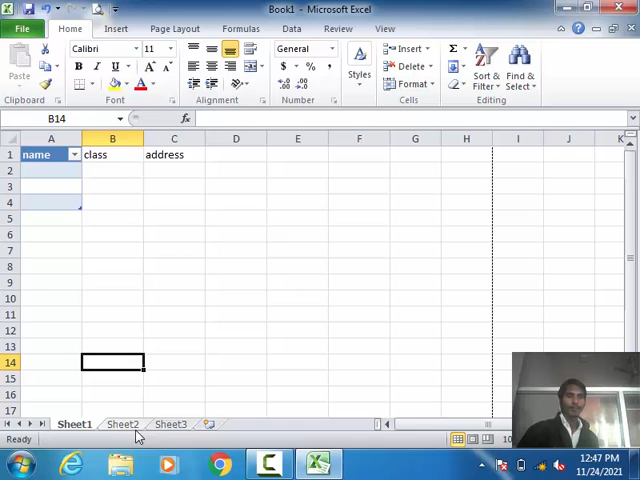 Book1 - Microsoft Excel
File Home Insert Page Layout Formulas Data Review View
Paste
Calibri 11
B I U
A A
General
$ % ,
Styles
Insert
Delete
Format
Σ
Sort & Filter
Find & Select
Clipboard Font Alignment Number Cells Editing
B14 fx
A B C D E F G H I J K
1 name class address
2
3
4
5
6
7
8
9
10
11
12
13
14
15
16
17
Sheet1 Sheet2 Sheet3
Ready 10
12:47 PM
11/24/2021